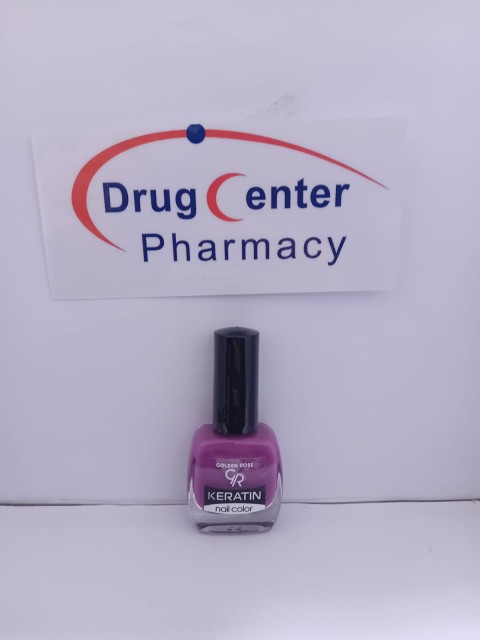 Drug Center
Pharmacy
GOLDEN ROSE
GR
KERATIN
nail color